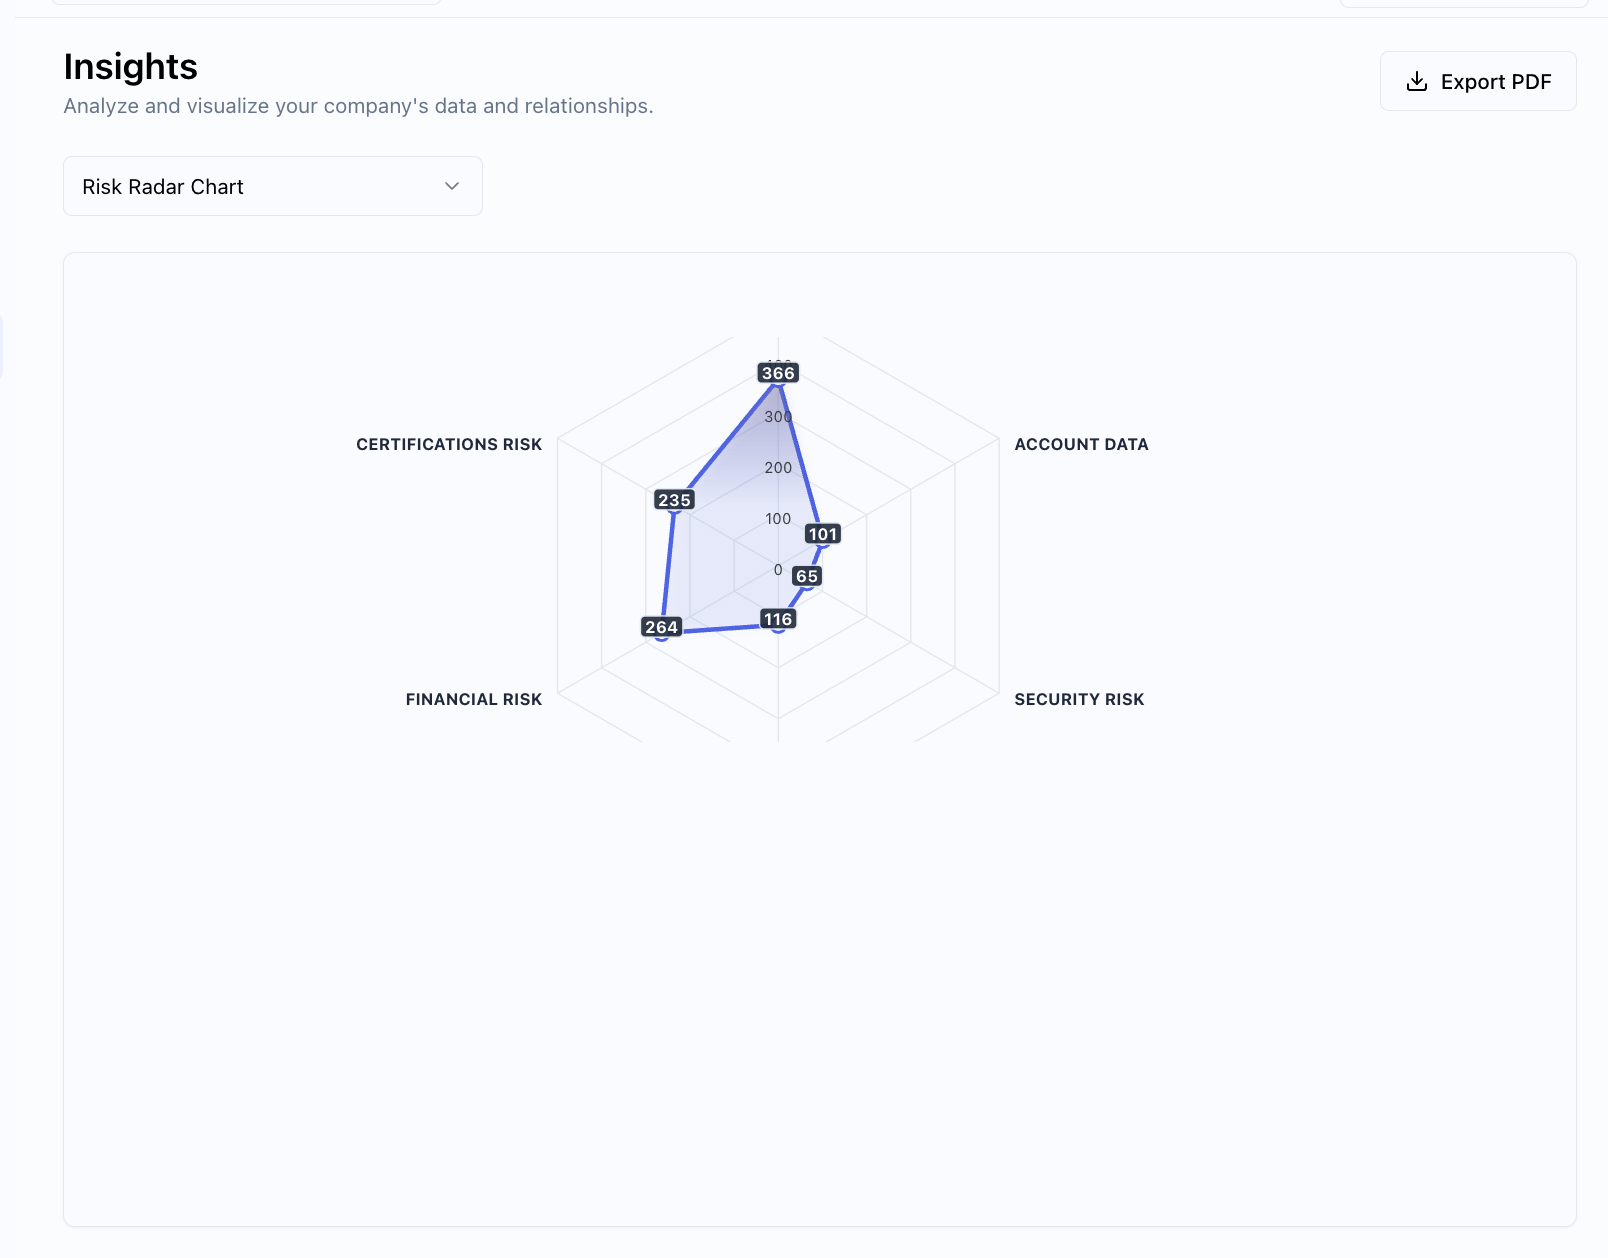 Insights
Export PDF
Analyze and visualize your company's data and relationships.
Risk Radar Chart
366
300
CERTIFICATIONS RISK
ACCOUNT DATA
200
235
100
101
0
65
116
264
FINANCIAL RISK
SECURITY RISK